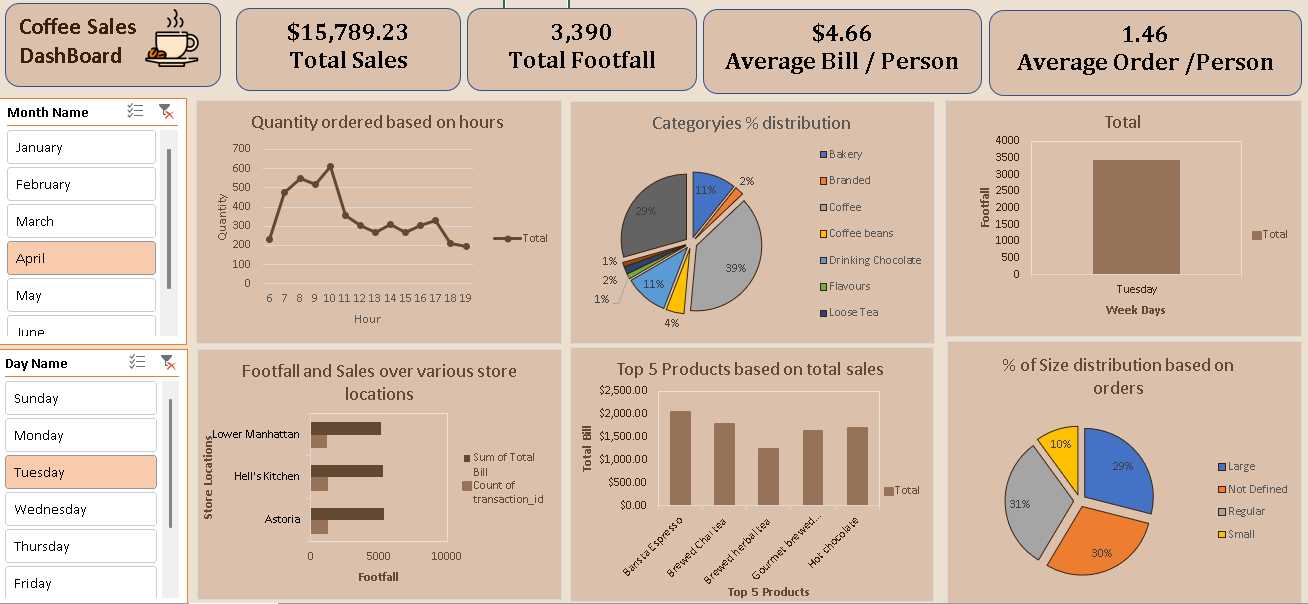 Coffee Sales
DashBoard
$15,789.23
Total Sales
3,390
Total Footfall
$4.66
Average Bill / Person
1.46
Average Order /Person
Month Name
January
February
March
April
May
June
Day Name
Sunday
Monday
Tuesday
Wednesday
Thursday
Friday
Quantity ordered based on hours
Quantity
700
600
500
400
300
200
100
0
6 7 8 9 10 11 12 13 14 15 16 17 18 19
Hour
Total
Categoryies % distribution
11%
2%
39%
4%
11%
1%
2%
1%
29%
Bakery
Branded
Coffee
Coffee beans
Drinking Chocolate
Flavours
Loose Tea
Total
Footfall
4000
3500
3000
2500
2000
1500
1000
500
0
Tuesday
Week Days
Total
Footfall and Sales over various store
locations
Store Locations
Lower Manhattan
Hell's Kitchen
Astoria
0 5000 10000
Footfall
Sum of Total
Bill
Count of
transaction_id
Top 5 Products based on total sales
Total Bill
$2,500.00
$2,000.00
$1,500.00
$1,000.00
$500.00
$0.00
Barista Espresso
Brewed Chai tea
Brewed herbal tea
Gourmet brewed...
Hot chocolate
Top 5 Products
Total
% of Size distribution based on
orders
29%
30%
31%
10%
Large
Not Defined
Regular
Small